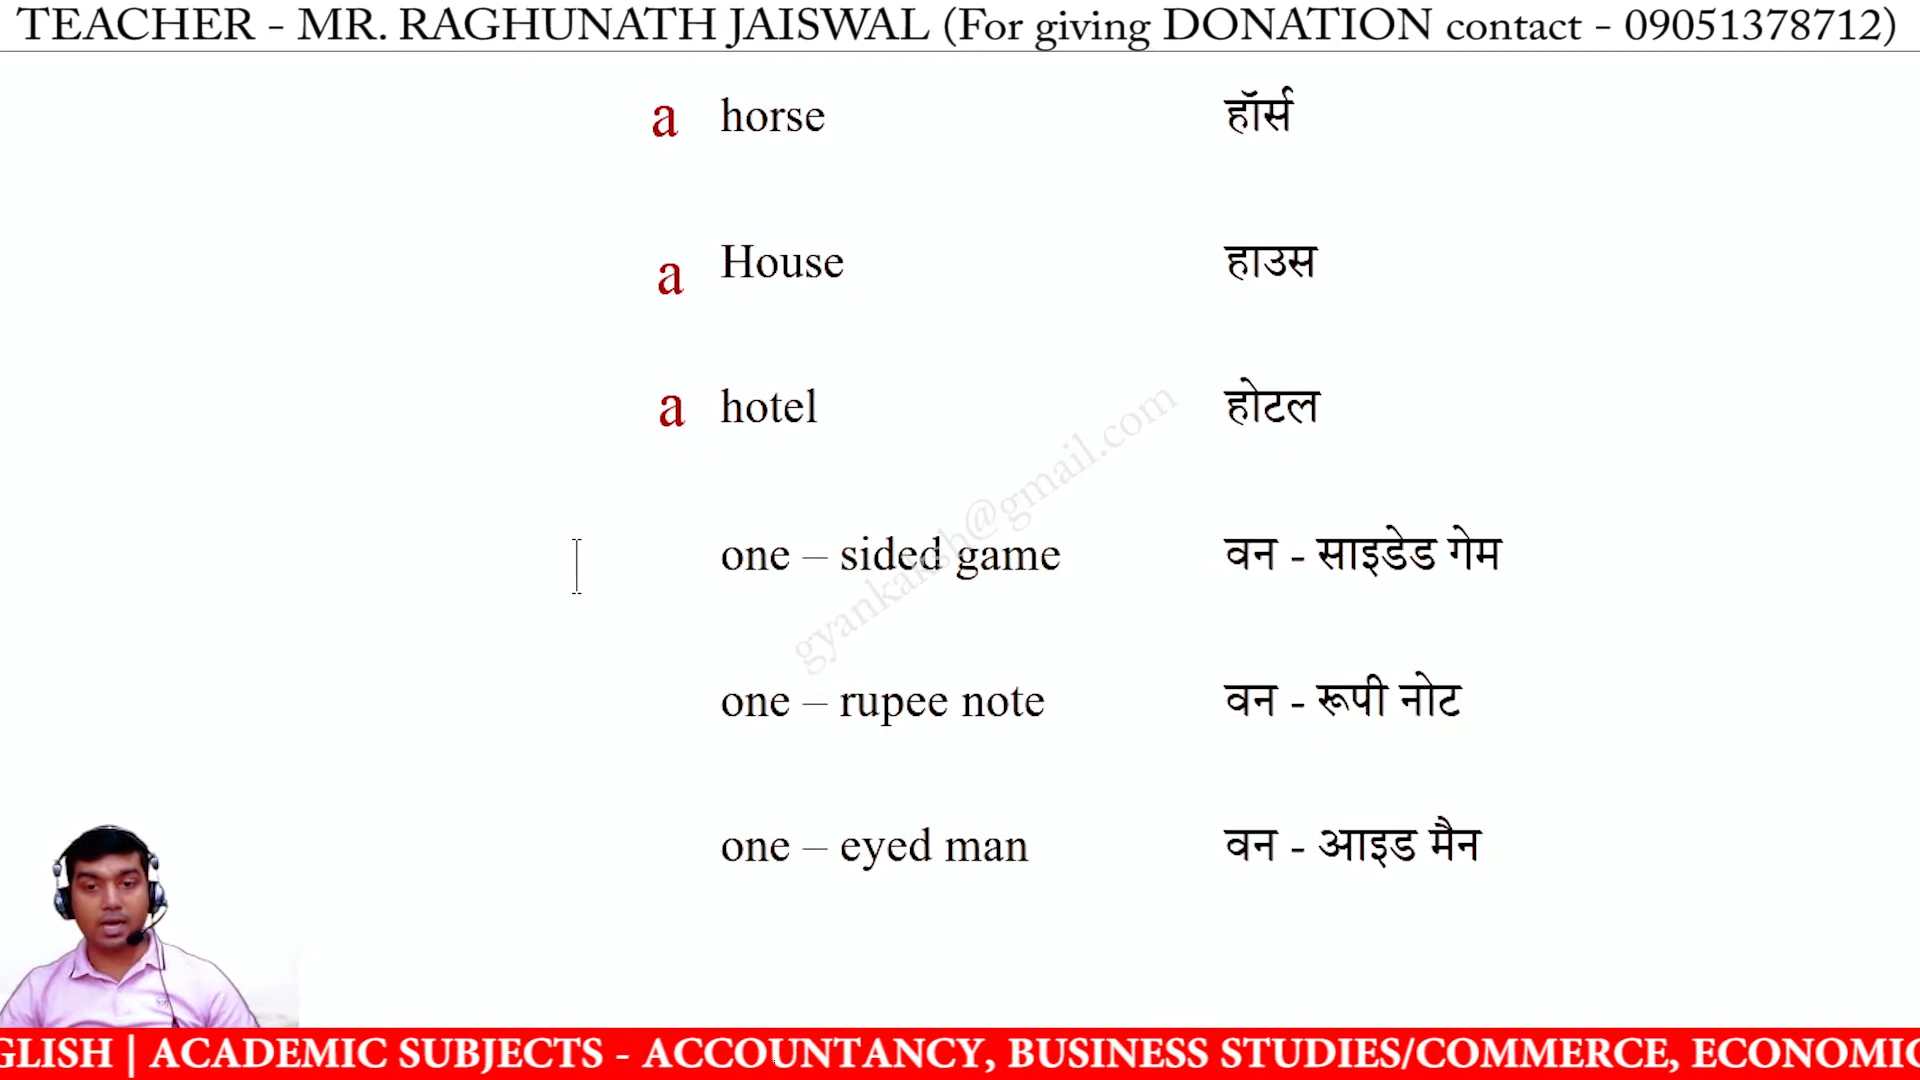 TEACHER - MR. RAGHUNATH JAISWAL (For giving DONATION contact - 09051378712)
a horse हॉर्स
a House हाउस
a hotel होटल
one – sided game वन - साइडेड गेम
one – rupee note वन - रूपी नोट
one – eyed man वन - आइड मैन
GLISH | ACADEMIC SUBJECTS - ACCOUNTANCY, BUSINESS STUDIES/COMMERCE, ECONOMIC